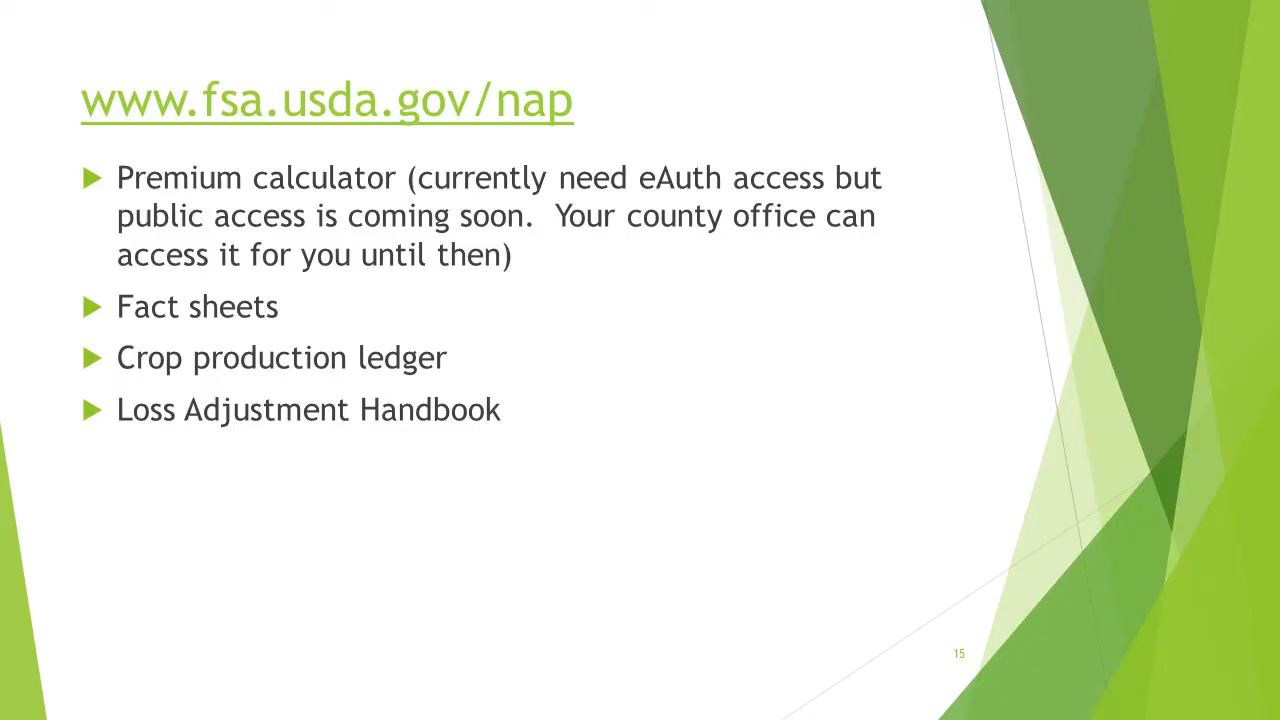 www.fsa.usda.gov/nap
Premium calculator (currently need eAuth access but
public access is coming soon.  Your county office can
access it for you until then)
Fact sheets
Crop production ledger
Loss Adjustment Handbook
15